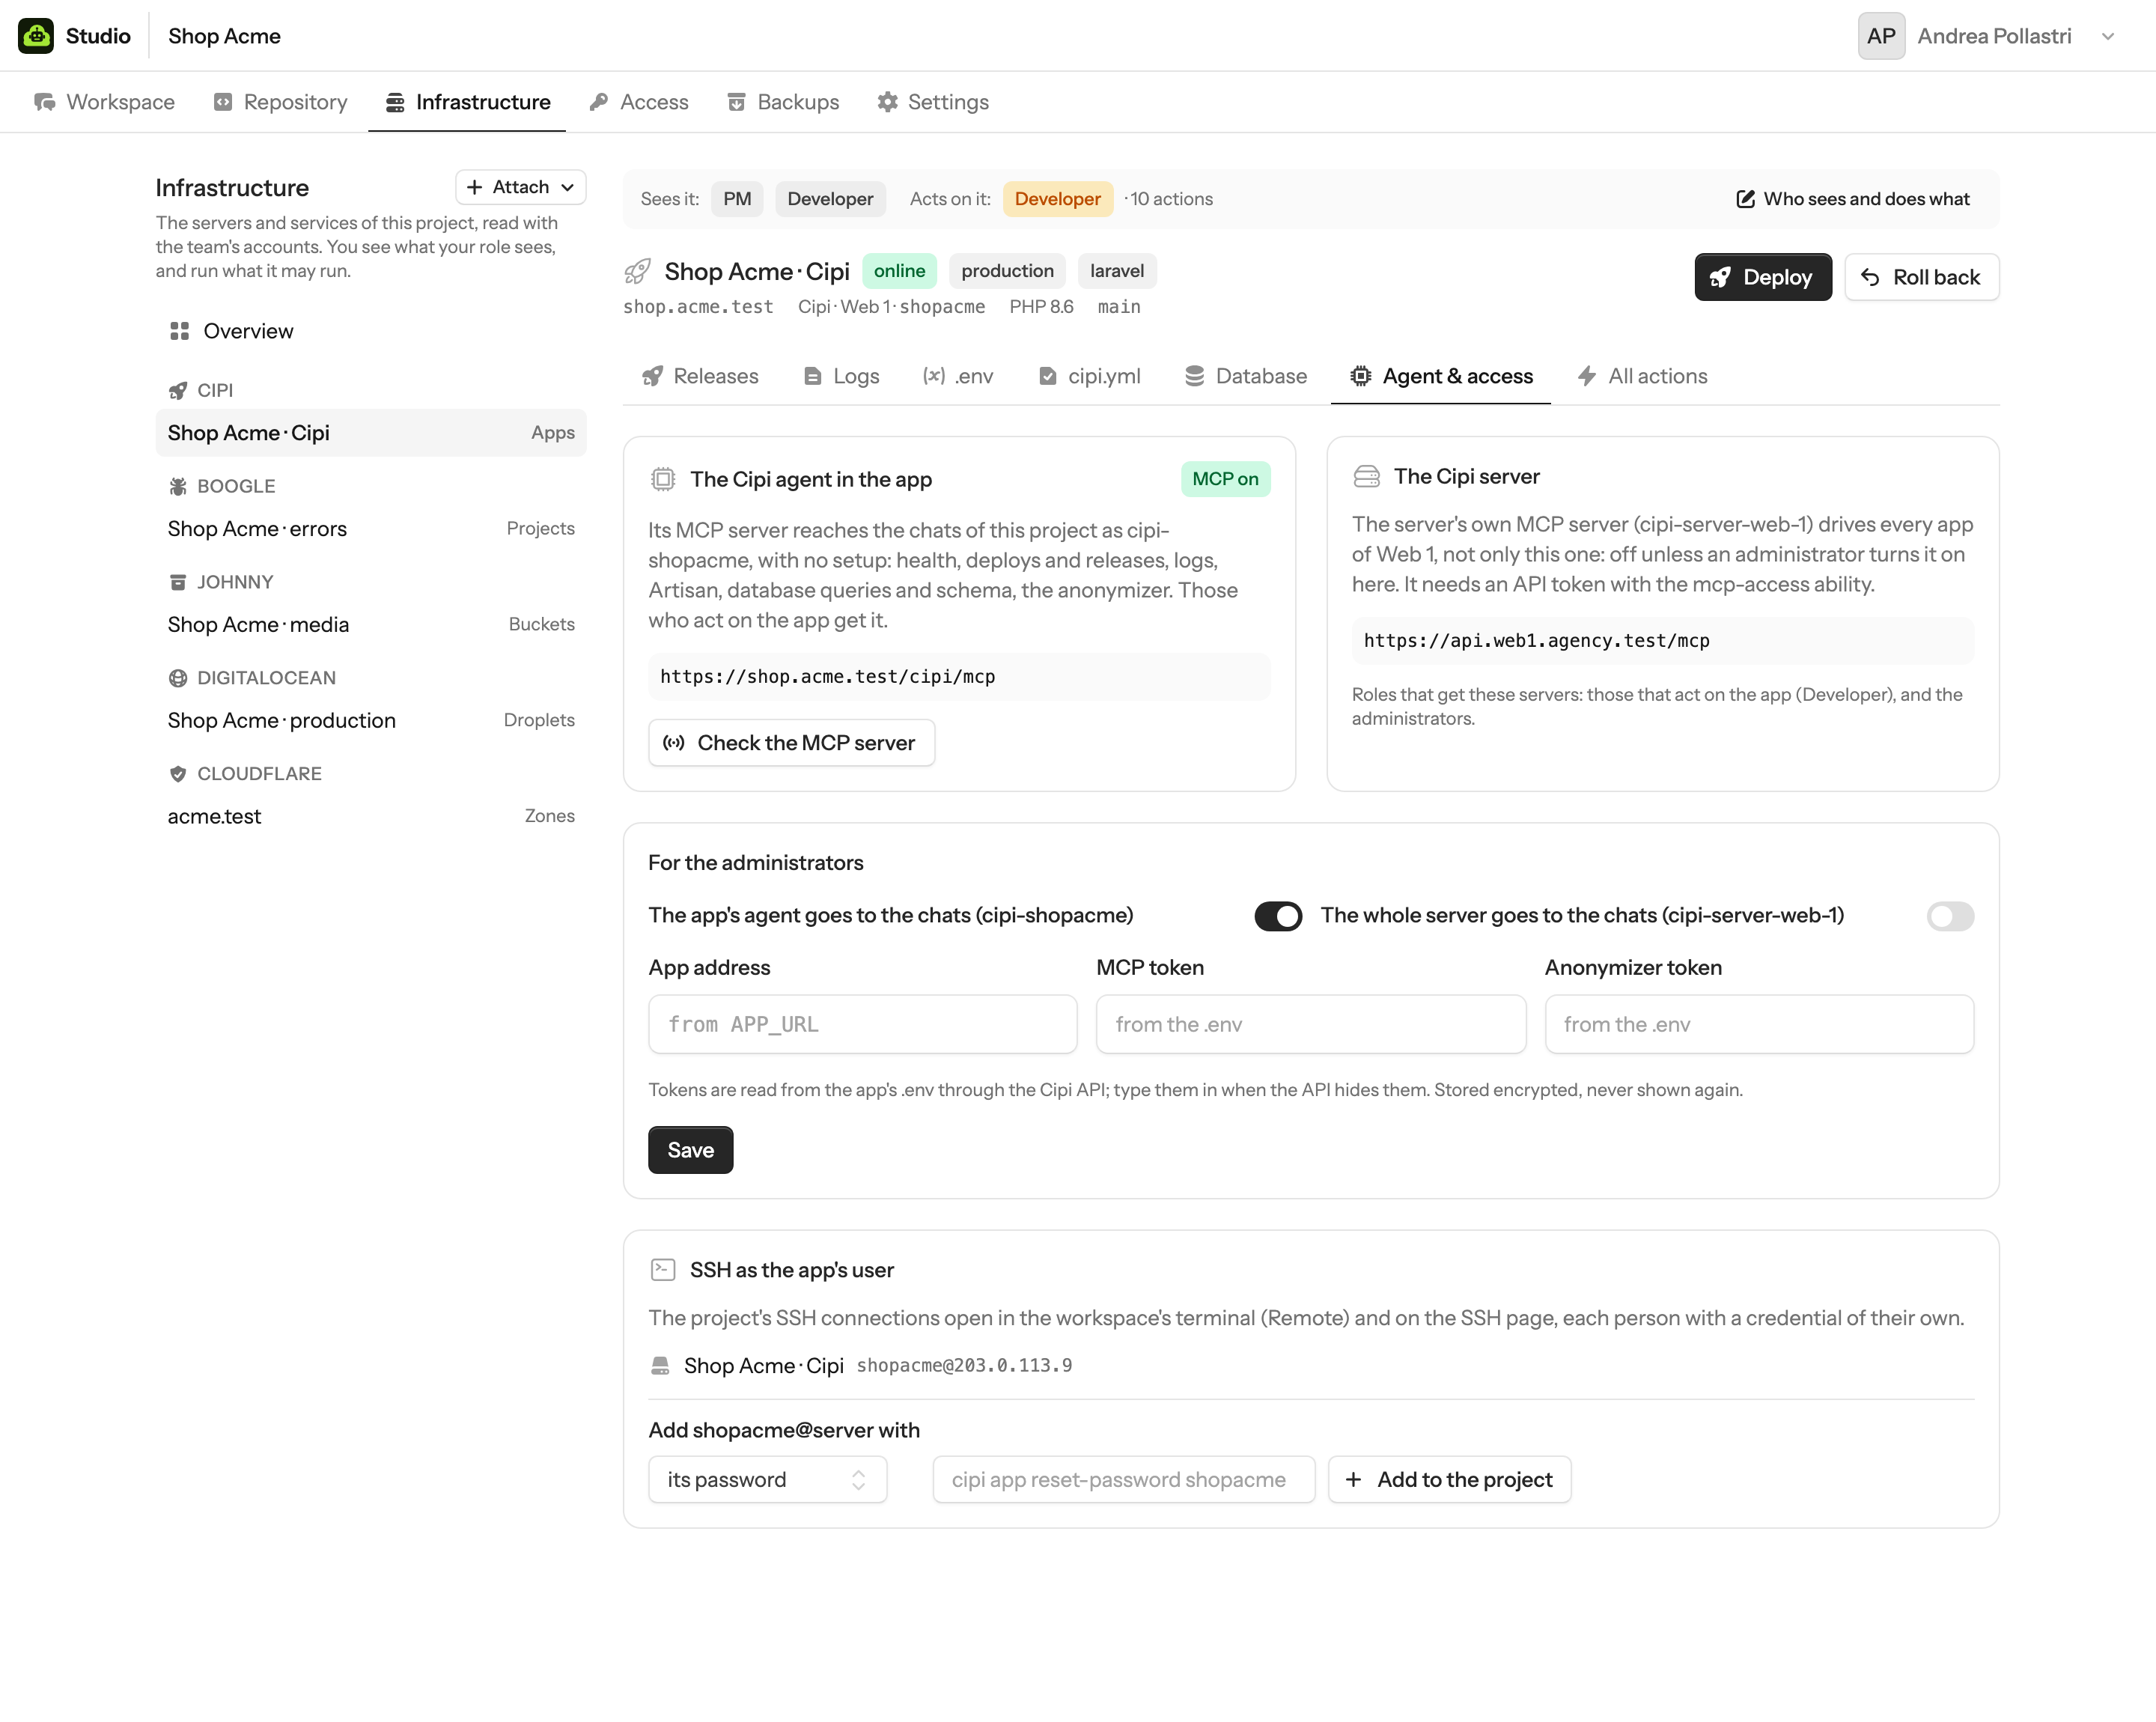 Studio
Shop Acme
AP
Andrea Pollastri
Workspace
Repository
Infrastructure
Access
Backups
Settings
Infrastructure
Attach
The servers and services of this project, read with
the team's accounts. You see what your role sees,
and run what it may run.
Overview
CIPI
Shop Acme · Cipi
Apps
BOOGLE
Shop Acme · errors
Projects
JOHNNY
Shop Acme · media
Buckets
DIGITALOCEAN
Shop Acme · production
Droplets
CLOUDFLARE
acme.test
Zones
Sees it: PM Developer Acts on it: Developer · 10 actions
Who sees and does what
Shop Acme · Cipi online production laravel
shop.acme.test Cipi · Web 1 · shopacme PHP 8.6 main
Deploy
Roll back
Releases
Logs
(x) .env
cipi.yml
Database
Agent & access
All actions
The Cipi agent in the app
MCP on
Its MCP server reaches the chats of this project as cipi-
shopacme, with no setup: health, deploys and releases, logs,
Artisan, database queries and schema, the anonymizer. Those
who act on the app get it.
https://shop.acme.test/cipi/mcp
Check the MCP server
The Cipi server
The server's own MCP server (cipi-server-web-1) drives every app
of Web 1, not only this one: off unless an administrator turns it on
here. It needs an API token with the mcp-access ability.
https://api.web1.agency.test/mcp
Roles that get these servers: those that act on the app (Developer), and the
administrators.
For the administrators
The app's agent goes to the chats (cipi-shopacme)
The whole server goes to the chats (cipi-server-web-1)
App address
MCP token
Anonymizer token
from APP_URL
from the .env
from the .env
Tokens are read from the app's .env through the Cipi API; type them in when the API hides them. Stored encrypted, never shown again.
Save
SSH as the app's user
The project's SSH connections open in the workspace's terminal (Remote) and on the SSH page, each person with a credential of their own.
Shop Acme · Cipi shopacme@203.0.113.9
Add shopacme@server with
its password
cipi app reset-password shopacme
Add to the project